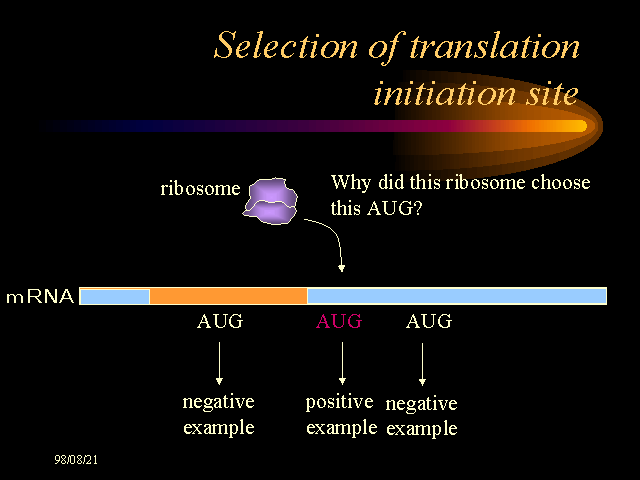 Selection of translation
initiation site
ribosome
Why did this ribosome choose
this AUG?
mRNA
AUG
AUG
AUG
negative
example
positive
example
negative
example
98/08/21